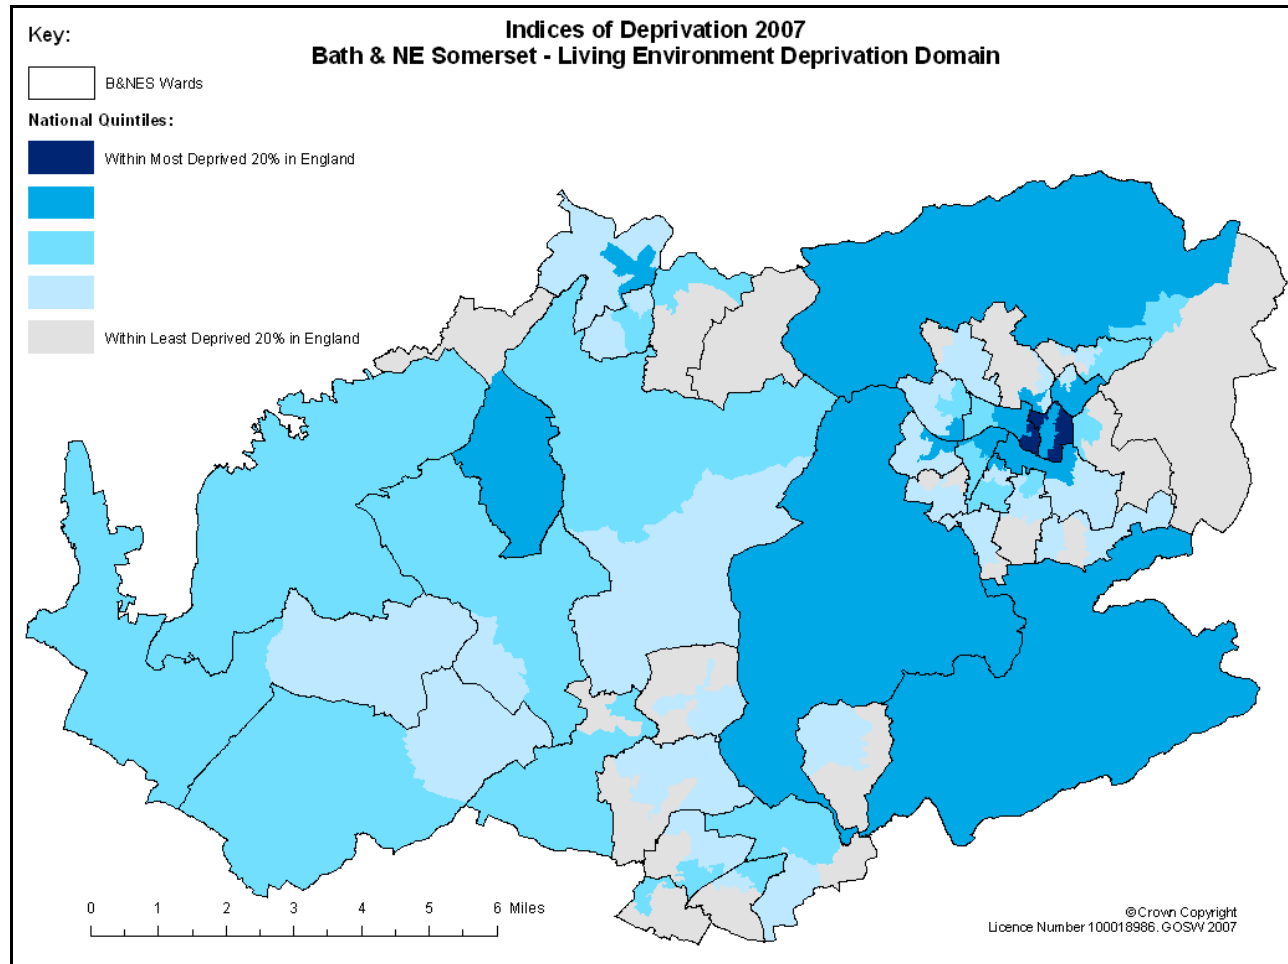 Indices of Deprivation 2007
Bath & NE Somerset - Living Environment Deprivation Domain
Key:
B&NES Wards
National Quintiles:
Within Most Deprived 20% in England
Within Least Deprived 20% in England
0 1 2 3 4 5 6 Miles
©Crown Copyright
Licence Number 100018986. GOSW 2007